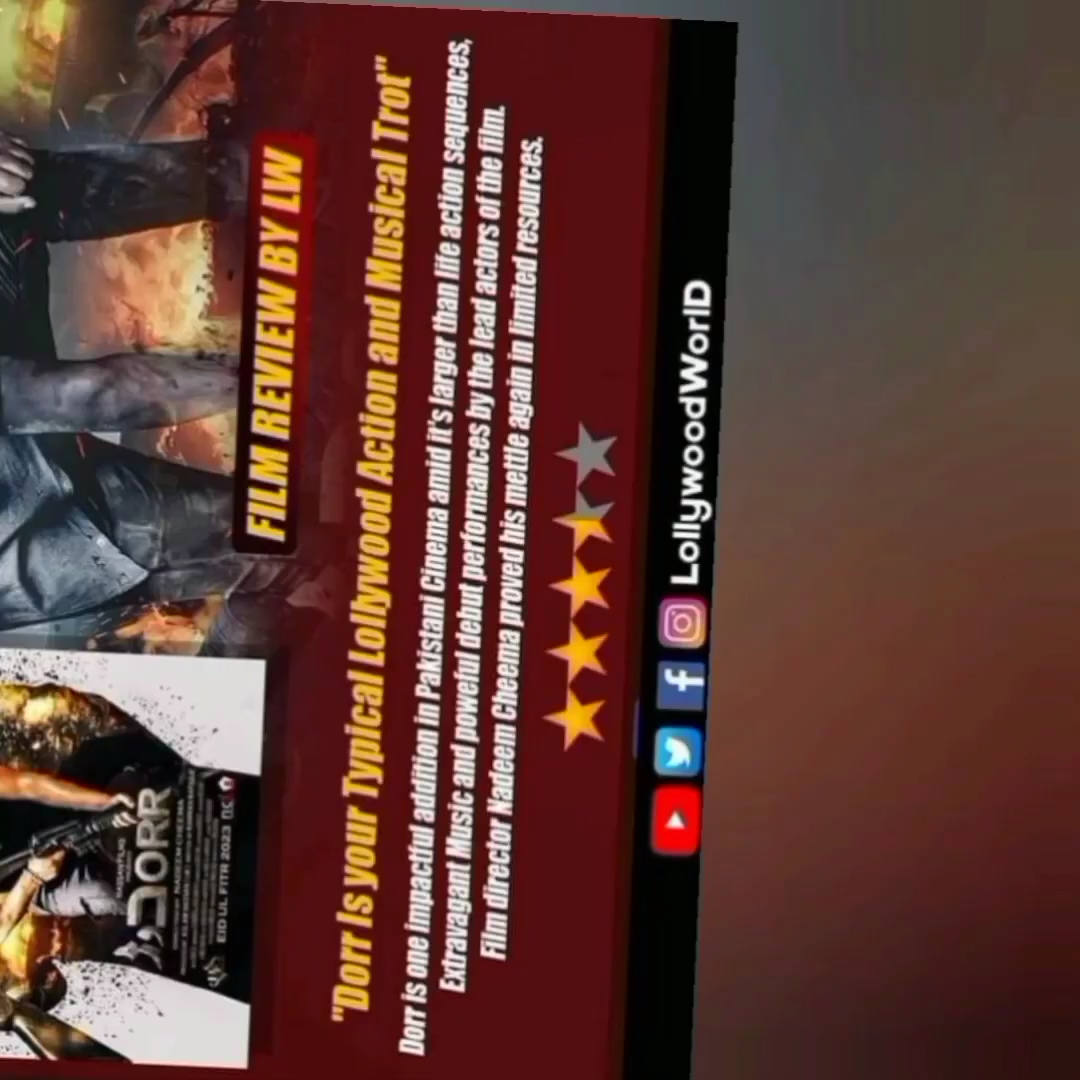 FILM REVIEW BY LW
"Dorr Is your Typical Lollywood Action and Musical Trot"
Dorr is one impactful addition in Pakistani Cinema amid it's larger than life action sequences,
Extravagant Music and poweful debut performances by the lead actors of the film.
Film director Nadeem Cheema proved his mettle again in limited resources.
LollywoodWorlD
DORR
EID UL FITR 2023